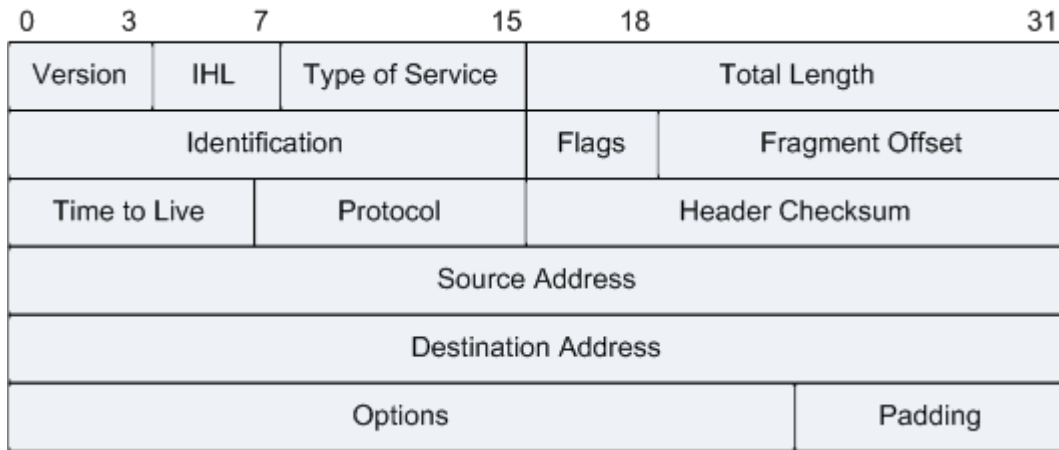 0 3 7 15 18 31
Version IHL Type of Service Total Length
Identification Flags Fragment Offset
Time to Live Protocol Header Checksum
Source Address
Destination Address
Options Padding